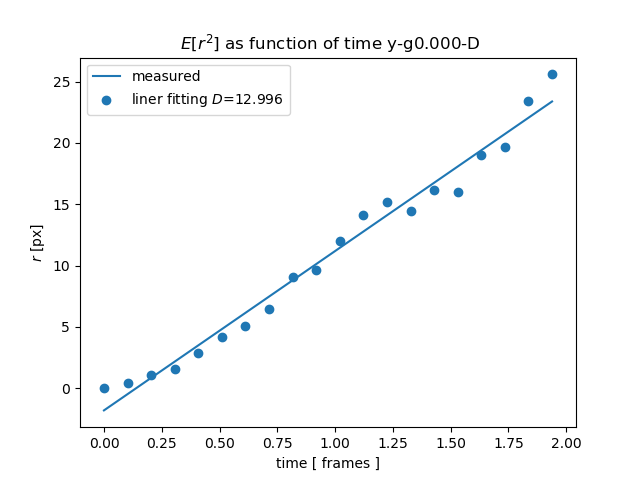 E[r²] as function of time y-g0.000-D
measured
liner fitting D=12.996
25
20
15
10
5
0
r [px]
0.00 0.25 0.50 0.75 1.00 1.25 1.50 1.75 2.00
time [ frames ]